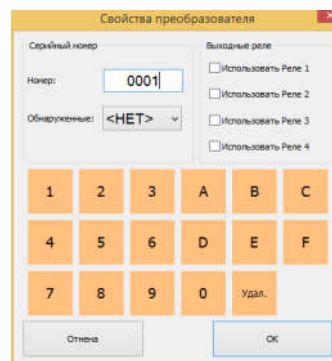 Свойства преобразователя
Серийный номер
Номер: 0001
Обнаруженные: <НЕТ>
Выходные реле
Использовать Реле 1
Использовать Реле 2
Использовать Реле 3
Использовать Реле 4
1 2 3 A B C
4 5 6 D E F
7 8 9 0 Удал.
Отмена OK